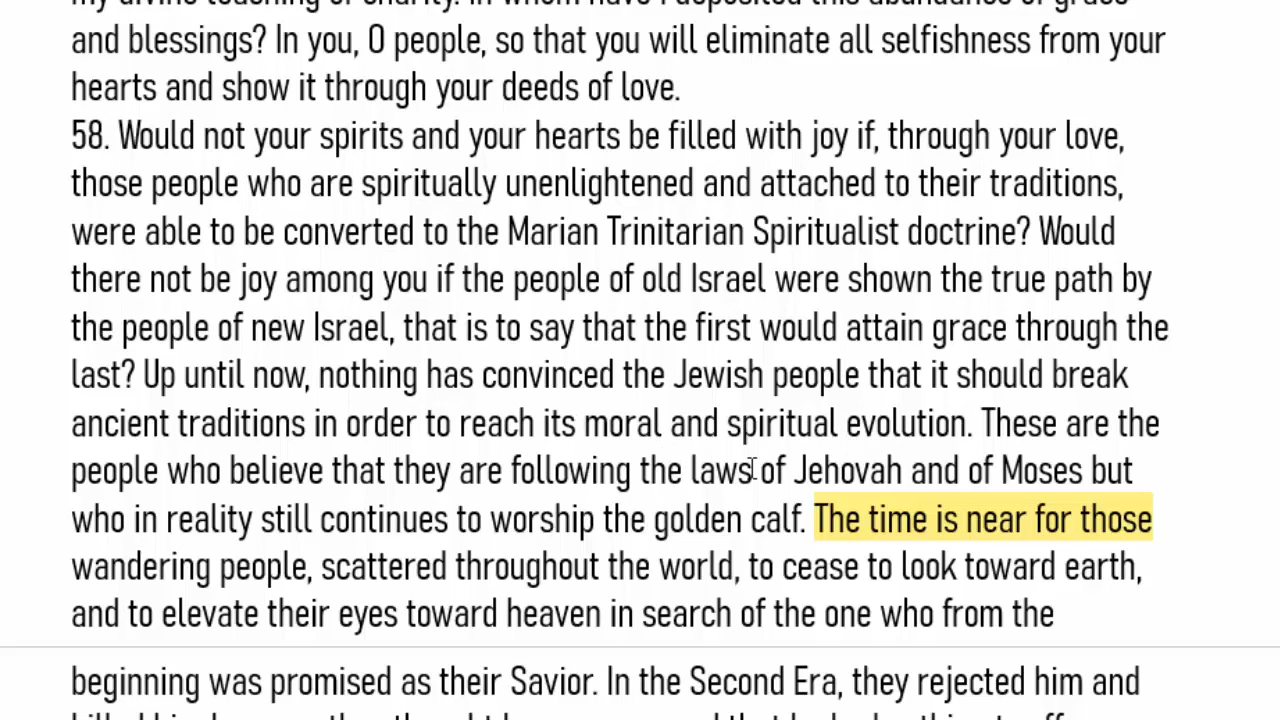 and blessings? In you, O people, so that you will eliminate all selfishness from your
hearts and show it through your deeds of love.
58. Would not your spirits and your hearts be filled with joy if, through your love,
those people who are spiritually unenlightened and attached to their traditions,
were able to be converted to the Marian Trinitarian Spiritualist doctrine? Would
there not be joy among you if the people of old Israel were shown the true path by
the people of new Israel, that is to say that the first would attain grace through the
last? Up until now, nothing has convinced the Jewish people that it should break
ancient traditions in order to reach its moral and spiritual evolution. These are the
people who believe that they are following the laws of Jehovah and of Moses but
who in reality still continues to worship the golden calf. The time is near for those
wandering people, scattered throughout the world, to cease to look toward earth,
and to elevate their eyes toward heaven in search of the one who from the
beginning was promised as their Savior. In the Second Era, they rejected him and